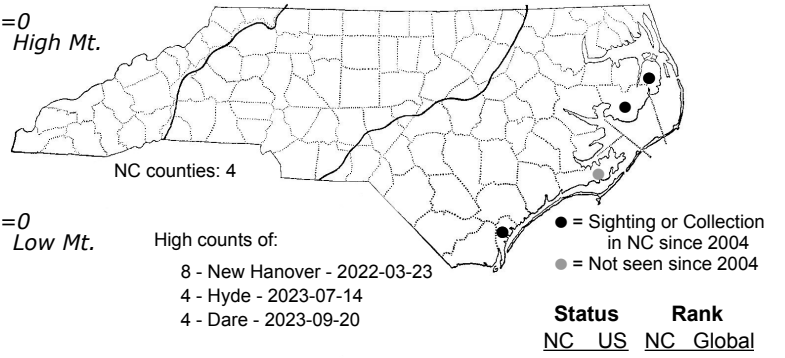 =0
High Mt.
NC counties: 4
=0
Low Mt.
High counts of:
8 - New Hanover - 2022-03-23
4 - Hyde - 2023-07-14
4 - Dare - 2023-09-20
= Sighting or Collection
in NC since 2004
= Not seen since 2004
Status Rank
NC US NC Global